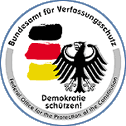 Bundesamt für Verfassungsschutz
Demokratie
schützen!
Federal Office for the Protection of the Constitution